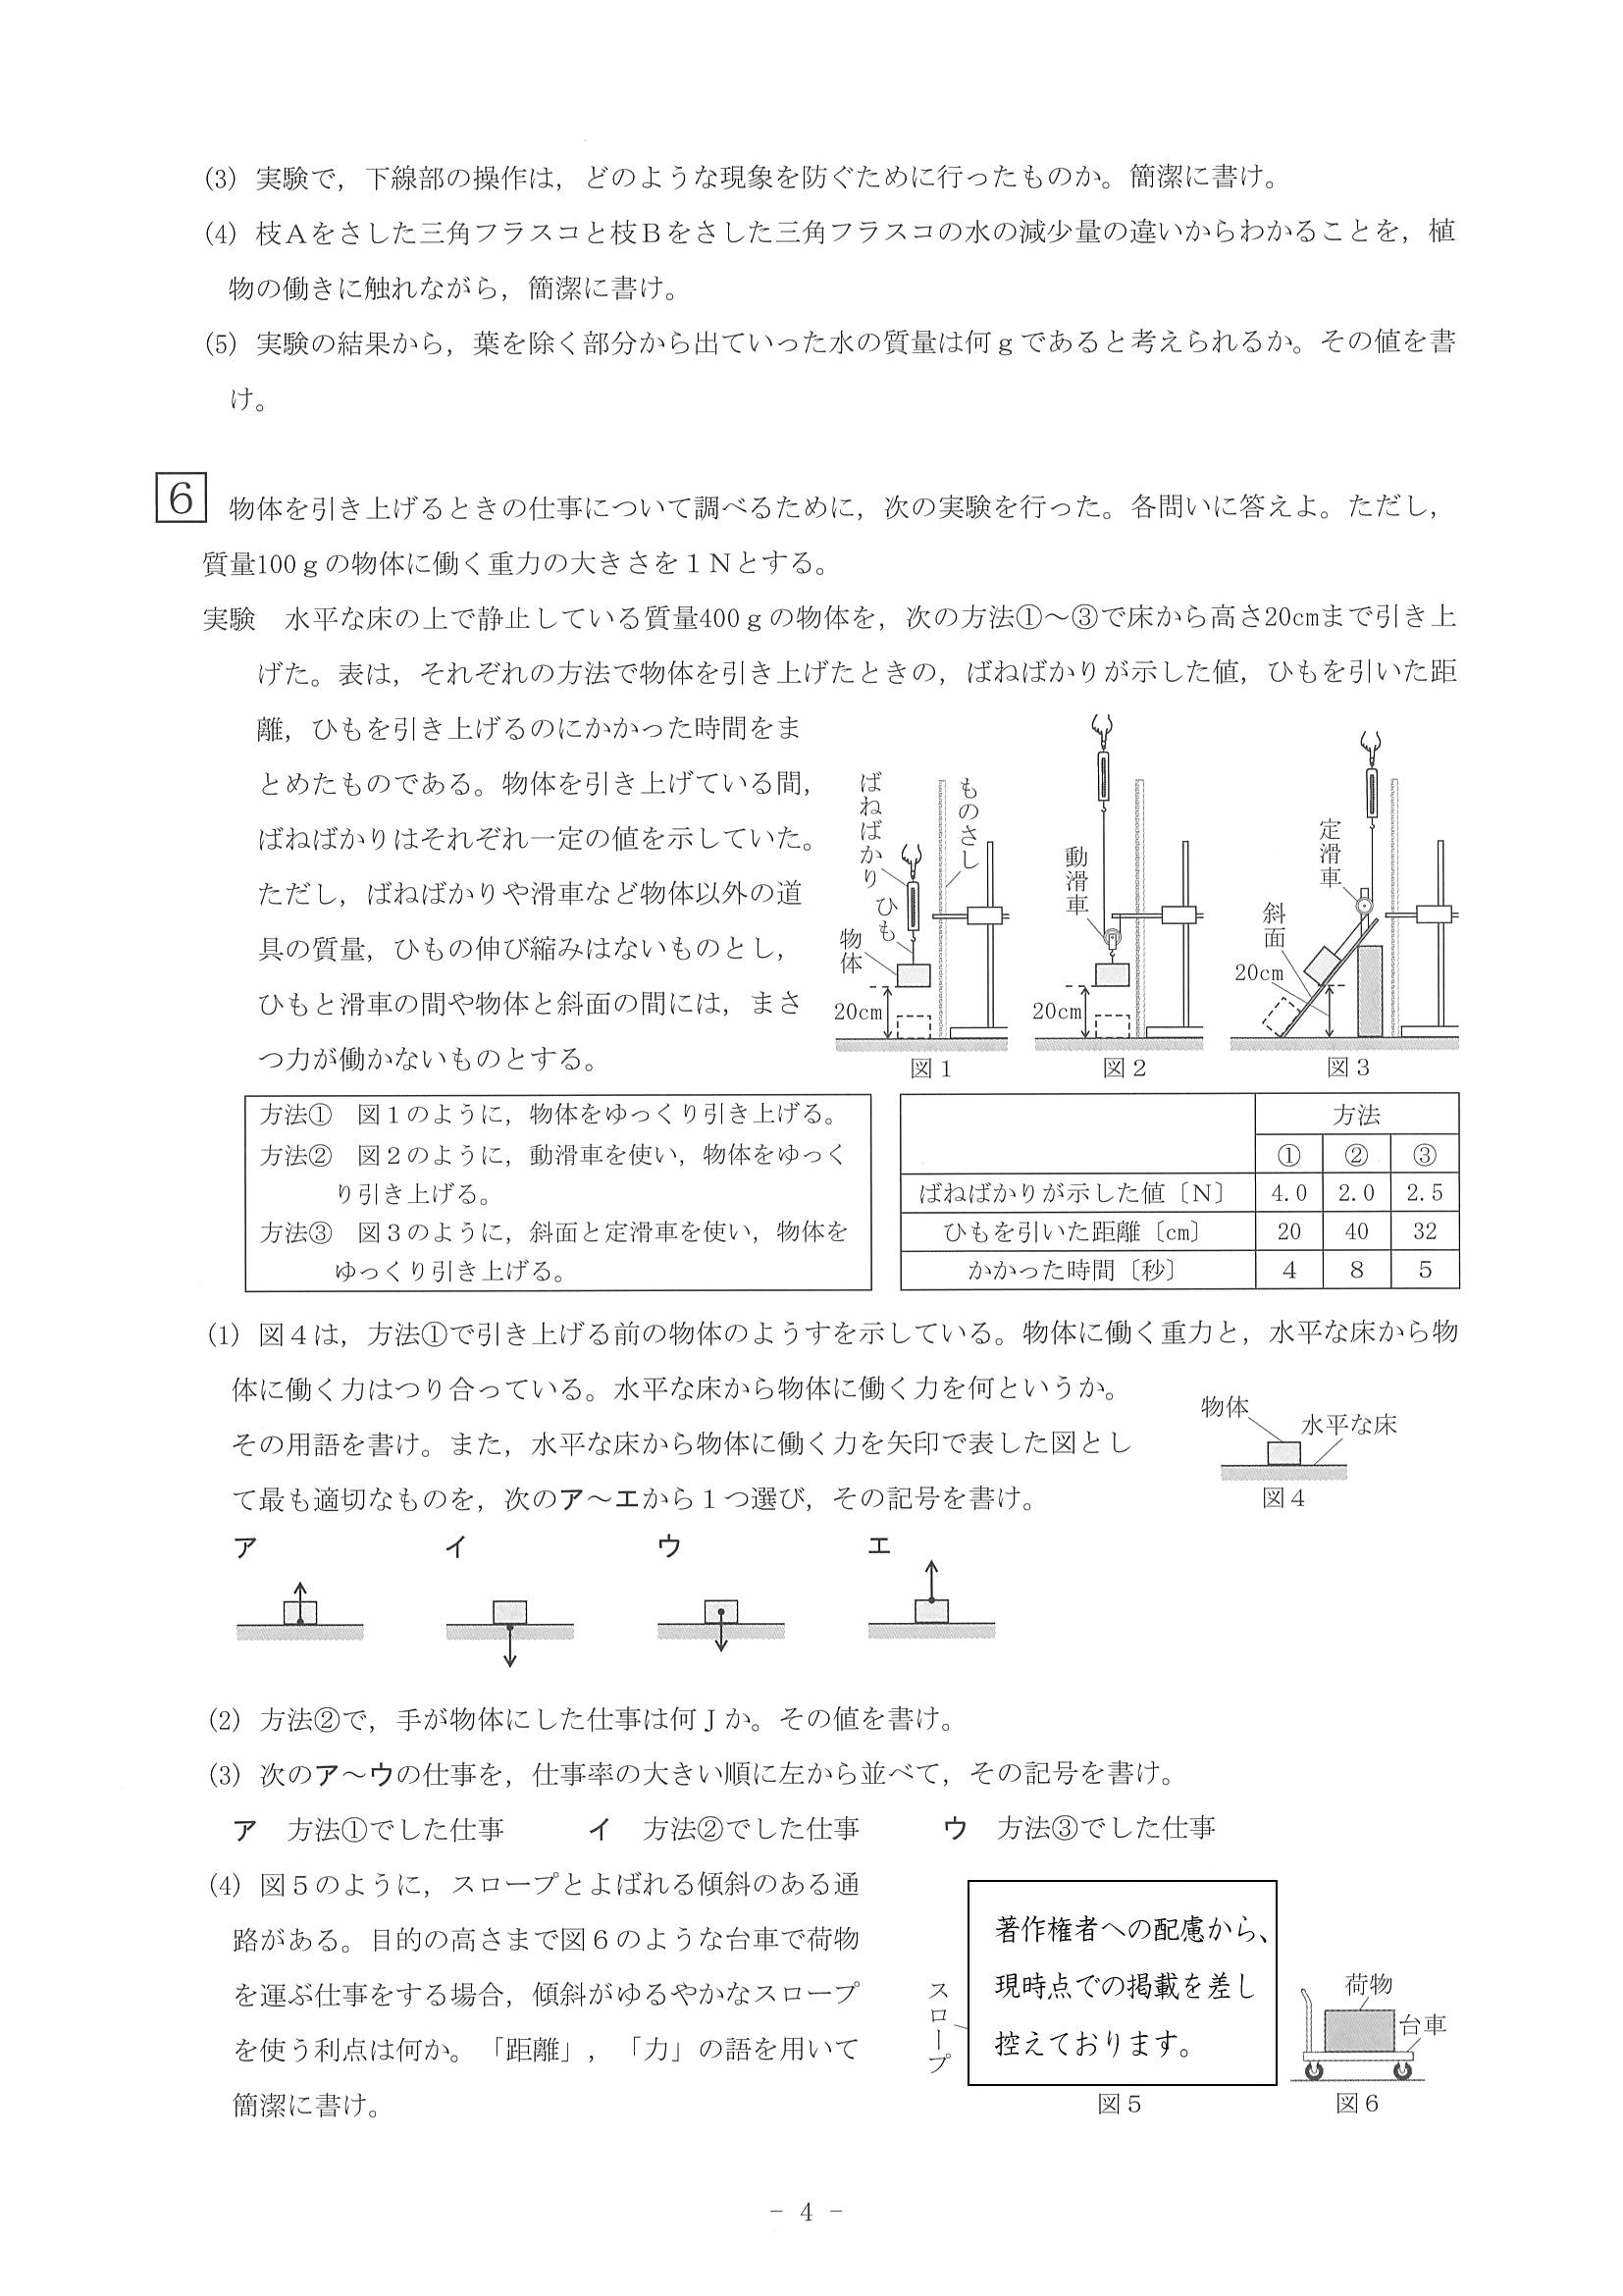 (3) 実験で，下線部の操作は，どのような現象を防ぐために行ったものか。簡潔に書け。
(4) 枝Ａをさした三角フラスコと枝Ｂをさした三角フラスコの水の減少量の違いからわかることを，植
物の働きに触れながら，簡潔に書け。
(5) 実験の結果から，葉を除く部分から出ていった水の質量は何ｇであると考えられるか。その値を書
け。
６ 物体を引き上げるときの仕事について調べるために，次の実験を行った。各問いに答えよ。ただし，
質量100ｇの物体に働く重力の大きさを１Ｎとする。
実験　水平な床の上で静止している質量400ｇの物体を，次の方法①～③で床から高さ20cmまで引き上
げた。表は，それぞれの方法で物体を引き上げたときの，ばねばかりが示した値，ひもを引いた距
離，ひもを引き上げるのにかかった時間をま
とめたものである。物体を引き上げている間，
ばねばかりはそれぞれ一定の値を示していた。
ただし，ばねばかりや滑車など物体以外の道
具の質量，ひもの伸び縮みはないものとし，
ひもと滑車の間や物体と斜面の間には，まさ
つ力が働かないものとする。
ばねばかり
ものさし
ひも
物体
20cm
図１
動滑車
20cm
図２
定滑車
斜面
20cm
図３
方法①　図１のように，物体をゆっくり引き上げる。
方法②　図２のように，動滑車を使い，物体をゆっく
り引き上げる。
方法③　図３のように，斜面と定滑車を使い，物体を
ゆっくり引き上げる。
方法
① ② ③
ばねばかりが示した値〔Ｎ〕 4.0 2.0 2.5
ひもを引いた距離〔cm〕 20 40 32
かかった時間〔秒〕 4 8 5
(1) 図４は，方法①で引き上げる前の物体のようすを示している。物体に働く重力と，水平な床から物
体に働く力はつり合っている。水平な床から物体に働く力を何というか。
その用語を書け。また，水平な床から物体に働く力を矢印で表した図とし
て最も適切なものを，次のア～エから１つ選び，その記号を書け。
物体
水平な床
図４
ア イ ウ エ
(2) 方法②で，手が物体にした仕事は何Ｊか。その値を書け。
(3) 次のア～ウの仕事を，仕事率の大きい順に左から並べて，その記号を書け。
ア　方法①でした仕事　イ　方法②でした仕事　ウ　方法③でした仕事
(4) 図５のように，スロープとよばれる傾斜のある通
路がある。目的の高さまで図６のような台車で荷物
を運ぶ仕事をする場合，傾斜がゆるやかなスロープ
を使う利点は何か。「距離」，「力」の語を用いて
簡潔に書け。
スロープ
著作権者への配慮から、
現時点での掲載を差し
控えております。
図５
荷物
台車
図６
－ 4 －